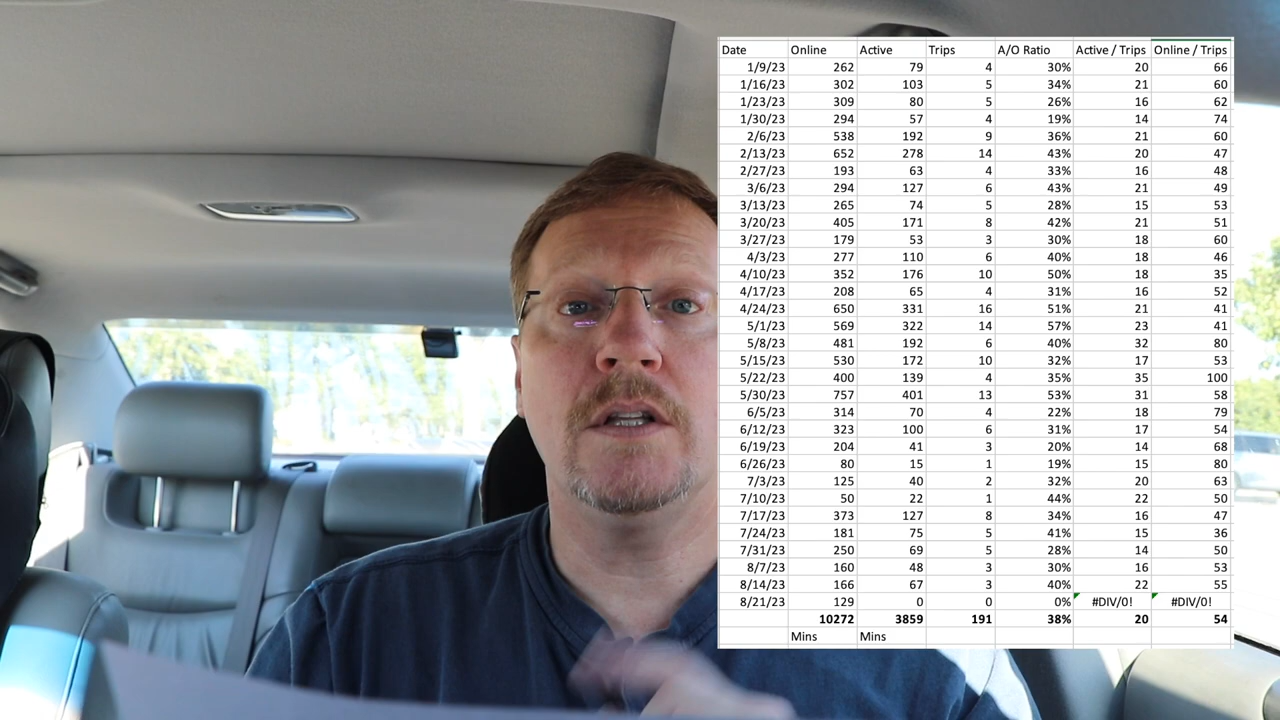 Date Online Active Trips A/O Ratio Active / Trips Online / Trips
1/9/23 262 79 4 30% 20 66
1/16/23 302 103 5 34% 21 60
1/23/23 309 80 5 26% 16 62
1/30/23 294 57 4 19% 14 74
2/6/23 538 192 9 36% 21 60
2/13/23 652 278 14 43% 20 47
2/27/23 193 63 4 33% 16 48
3/6/23 294 127 6 43% 21 49
3/13/23 265 74 5 28% 15 53
3/20/23 405 171 8 42% 21 51
3/27/23 179 53 3 30% 18 60
4/3/23 277 110 6 40% 18 46
4/10/23 352 176 10 50% 18 35
4/17/23 208 65 4 31% 16 52
4/24/23 650 331 16 51% 21 41
5/1/23 569 322 14 57% 23 41
5/8/23 481 192 6 40% 32 80
5/15/23 530 172 10 32% 17 53
5/22/23 400 139 4 35% 35 100
5/30/23 757 401 13 53% 31 58
6/5/23 314 70 4 22% 18 79
6/12/23 323 100 6 31% 17 54
6/19/23 204 41 3 20% 14 68
6/26/23 80 15 1 19% 15 80
7/3/23 125 40 2 32% 20 63
7/10/23 50 22 1 44% 22 50
7/17/23 373 127 8 34% 16 47
7/24/23 181 75 5 41% 15 36
7/31/23 250 69 5 28% 14 50
8/7/23 160 48 3 30% 16 53
8/14/23 166 67 3 40% 22 55
8/21/23 129 0 0 0% #DIV/0! #DIV/0!
10272 3859 191 38% 20 54
Mins Mins